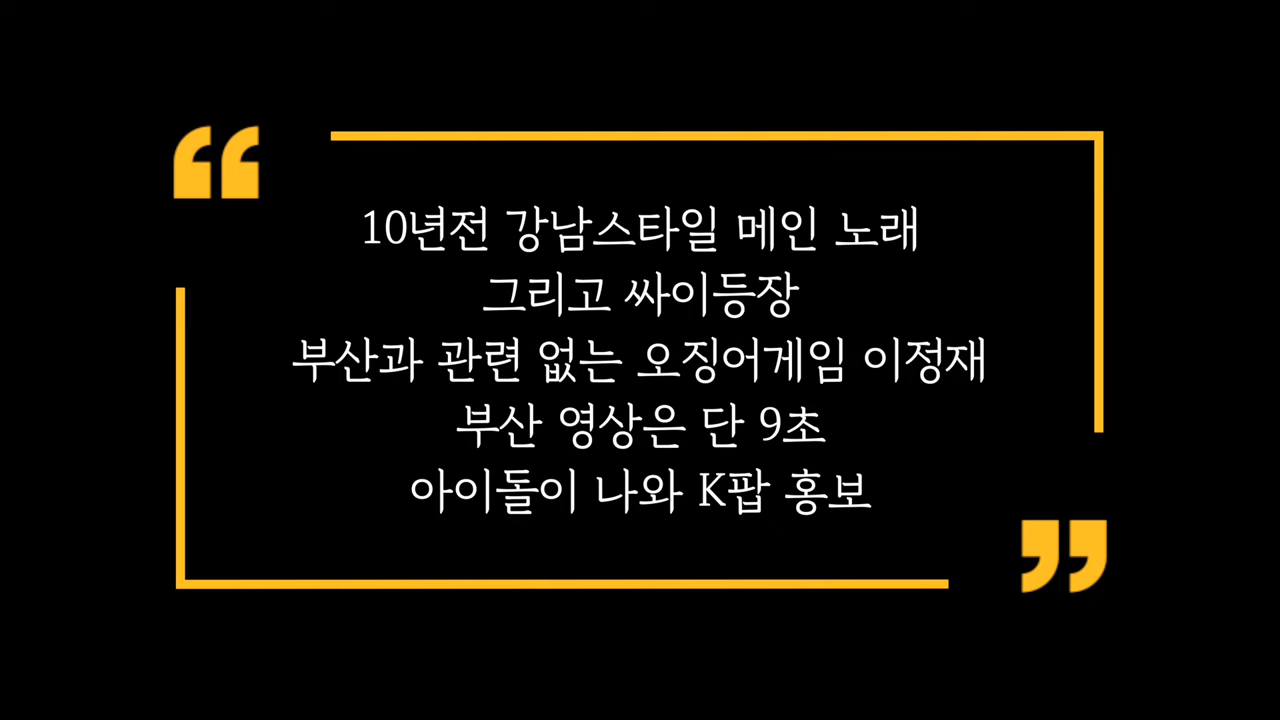 10년전 강남스타일 메인 노래
그리고 싸이등장
부산과 관련 없는 오징어게임 이정재
부산 영상은 단 9초
아이돌이 나와 K팝 홍보